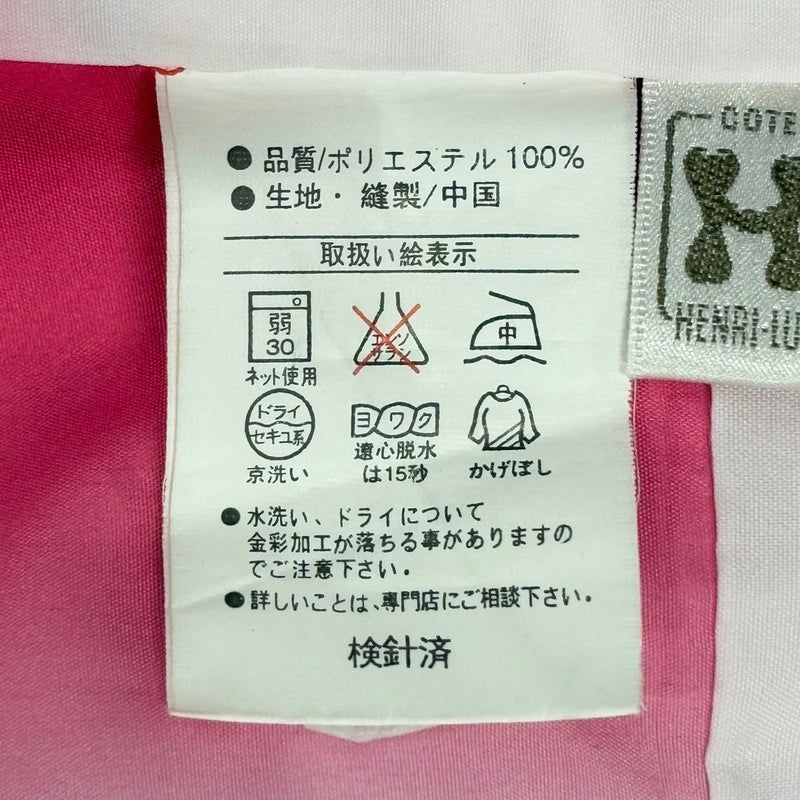 ● 品質/ポリエステル 100%
● 生地・縫製/中国
取扱い絵表示
弱
30
ネット使用
エンソ
サラシ
中
ドライ
セキユ系
京洗い
ヨワク
遠心脱水
は15秒
かげぼし
● 水洗い、ドライについて
金彩加工が落ちる事がありますの
でご注意下さい.
● 詳しいことは、専門店にご相談下さい.
検針済
COTE
H
HENRI-LU